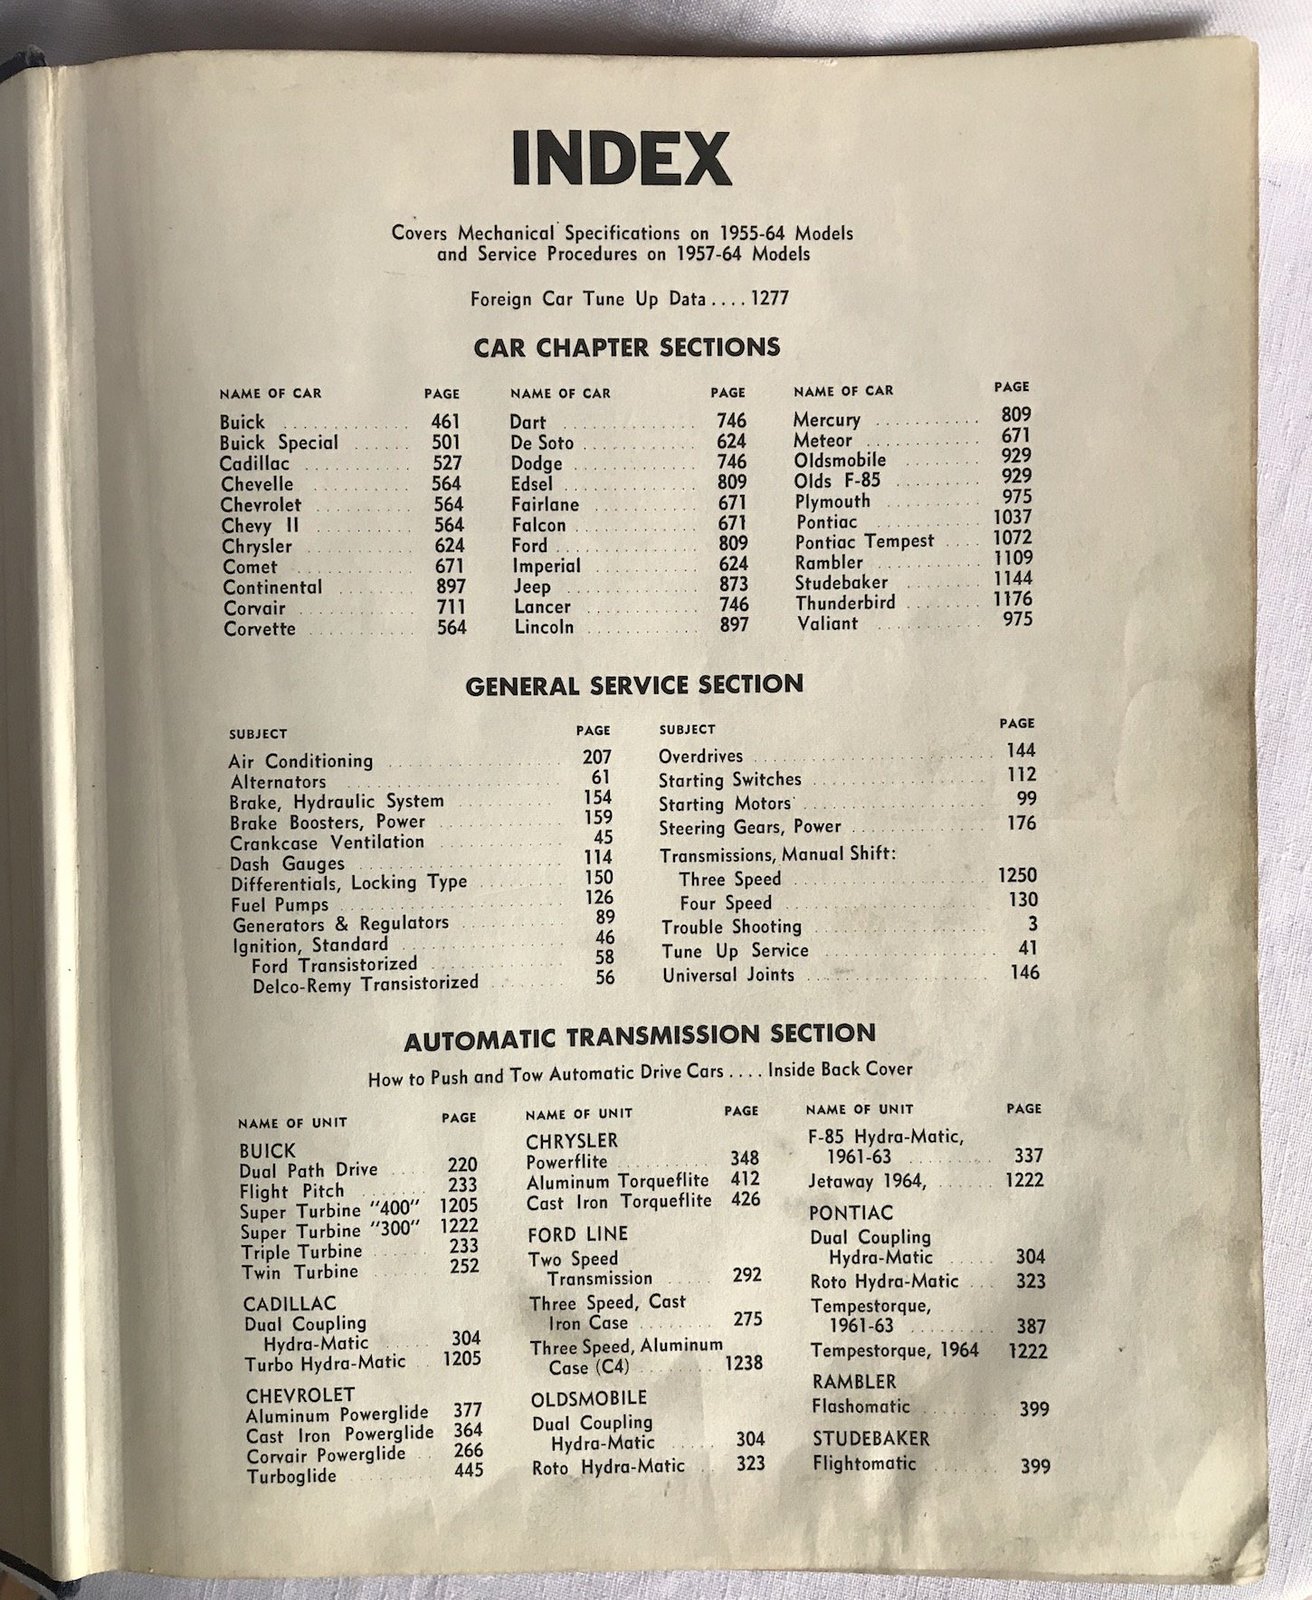 INDEX
Covers Mechanical Specifications on 1955-64 Models
and Service Procedures on 1957-64 Models
Foreign Car Tune Up Data .... 1277
CAR CHAPTER SECTIONS
NAME OF CAR PAGE
Buick 461
Buick Special 501
Cadillac 527
Chevelle 564
Chevrolet 564
Chevy II 564
Chrysler 624
Comet 671
Continental 897
Corvair 711
Corvette 564
NAME OF CAR PAGE
Dart 746
De Soto 624
Dodge 746
Edsel 809
Fairlane 671
Falcon 671
Ford 809
Imperial 624
Jeep 873
Lancer 746
Lincoln 897
NAME OF CAR PAGE
Mercury 809
Meteor 671
Oldsmobile 929
Olds F-85 929
Plymouth 975
Pontiac 1037
Pontiac Tempest 1072
Rambler 1109
Studebaker 1144
Thunderbird 1176
Valiant 975
GENERAL SERVICE SECTION
SUBJECT PAGE
Air Conditioning 207
Alternators 61
Brake, Hydraulic System 154
Brake Boosters, Power 159
Crankcase Ventilation 45
Dash Gauges 114
Differentials, Locking Type 150
Fuel Pumps 126
Generators & Regulators 89
Ignition, Standard 46
Ford Transistorized 58
Delco-Remy Transistorized 56
SUBJECT PAGE
Overdrives 144
Starting Switches 112
Starting Motors 99
Steering Gears, Power 176
Transmissions, Manual Shift:
Three Speed 1250
Four Speed 130
Trouble Shooting 3
Tune Up Service 41
Universal Joints 146
AUTOMATIC TRANSMISSION SECTION
How to Push and Tow Automatic Drive Cars .... Inside Back Cover
NAME OF UNIT PAGE
BUICK
Dual Path Drive 220
Flight Pitch 233
Super Turbine "400" 1205
Super Turbine "300" 1222
Triple Turbine 233
Twin Turbine 252
CADILLAC
Dual Coupling
Hydra-Matic 304
Turbo Hydra-Matic 1205
CHEVROLET
Aluminum Powerglide 377
Cast Iron Powerglide 364
Corvair Powerglide 266
Turboglide 445
NAME OF UNIT PAGE
CHRYSLER
Powerflite 348
Aluminum Torqueflite 412
Cast Iron Torqueflite 426
FORD LINE
Two Speed
Transmission 292
Three Speed, Cast
Iron Case 275
Three Speed, Aluminum
Case (C4) 1238
OLDSMOBILE
Dual Coupling
Hydra-Matic 304
Roto Hydra-Matic 323
NAME OF UNIT PAGE
F-85 Hydra-Matic,
1961-63 337
Jetaway 1964, 1222
PONTIAC
Dual Coupling
Hydra-Matic 304
Roto Hydra-Matic 323
Tempestorque,
1961-63 387
Tempestorque, 1964 1222
RAMBLER
Flashomatic 399
STUDEBAKER
Flightomatic 399